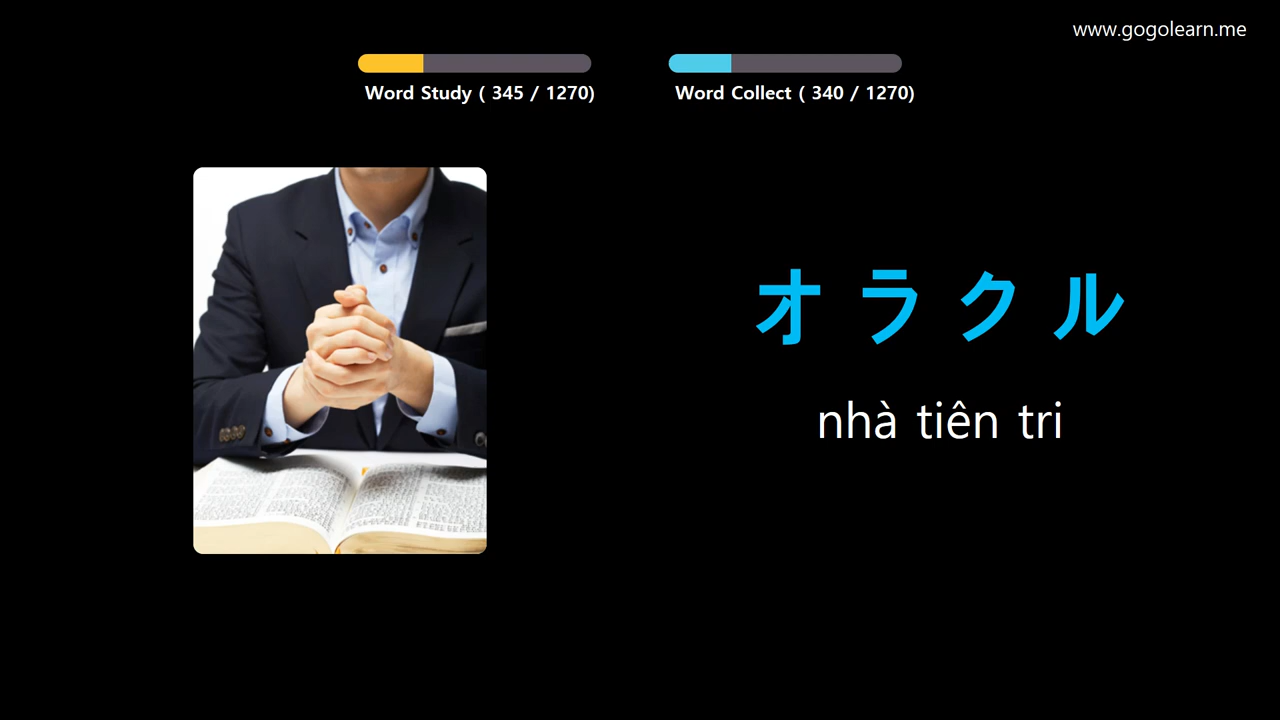 www.gogolearn.me
Word Study ( 345 / 1270)
Word Collect ( 340 / 1270)
オラクル
nhà tiên tri